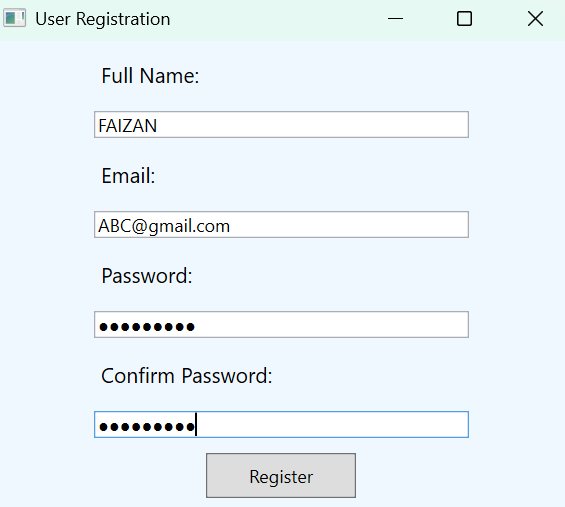 User Registration
Full Name:
FAIZAN
Email:
ABC@gmail.com
Password:
●●●●●●●●●
Confirm Password:
●●●●●●●●●
Register